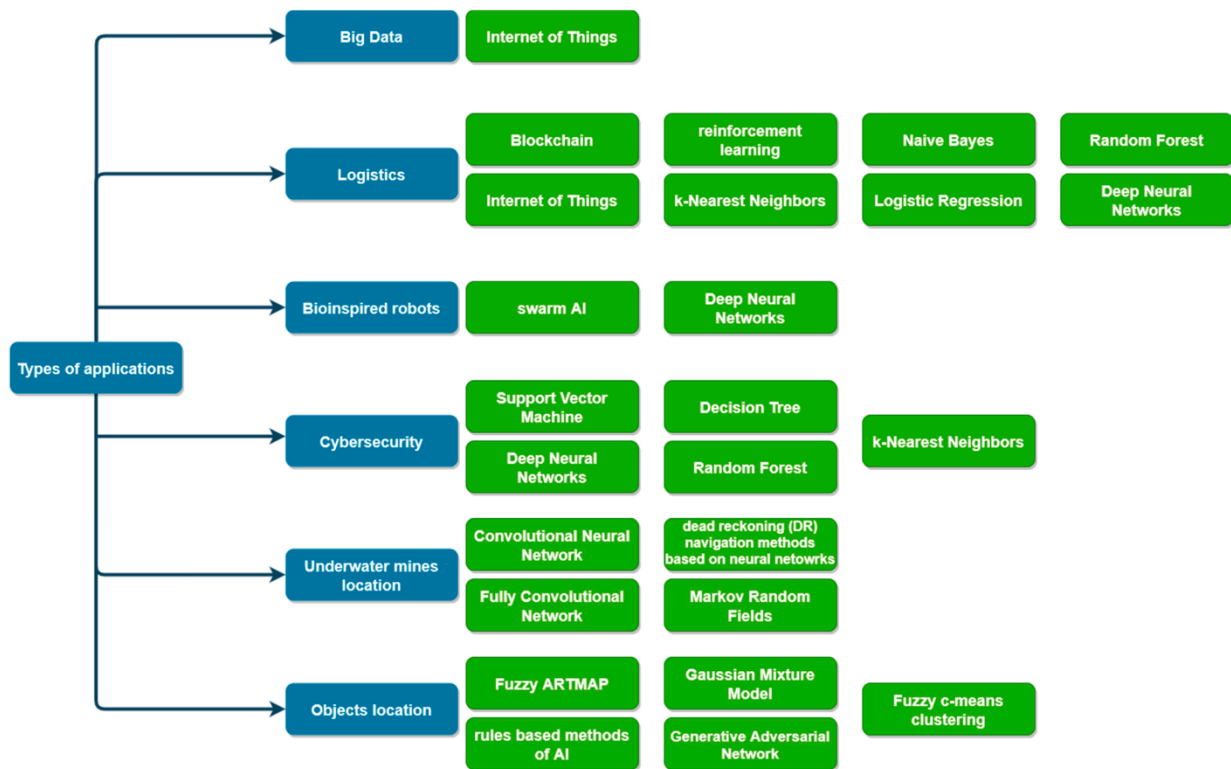 Big Data
Internet of Things
Logistics
Blockchain
reinforcement
learning
Naive Bayes
Random Forest
Internet of Things
k-Nearest Neighbors
Logistic Regression
Deep Neural
Networks
Bioinspired robots
swarm AI
Deep Neural
Networks
Types of applications
Cybersecurity
Support Vector
Machine
Decision Tree
k-Nearest Neighbors
Deep Neural
Networks
Random Forest
Underwater mines
location
Convolutional Neural
Network
dead reckoning (DR)
navigation methods
based on neural netowrks
Fully Convolutional
Network
Markov Random
Fields
Objects location
Fuzzy ARTMAP
Gaussian Mixture
Model
Fuzzy c-means
clustering
rules based methods
of AI
Generative Adversarial
Network